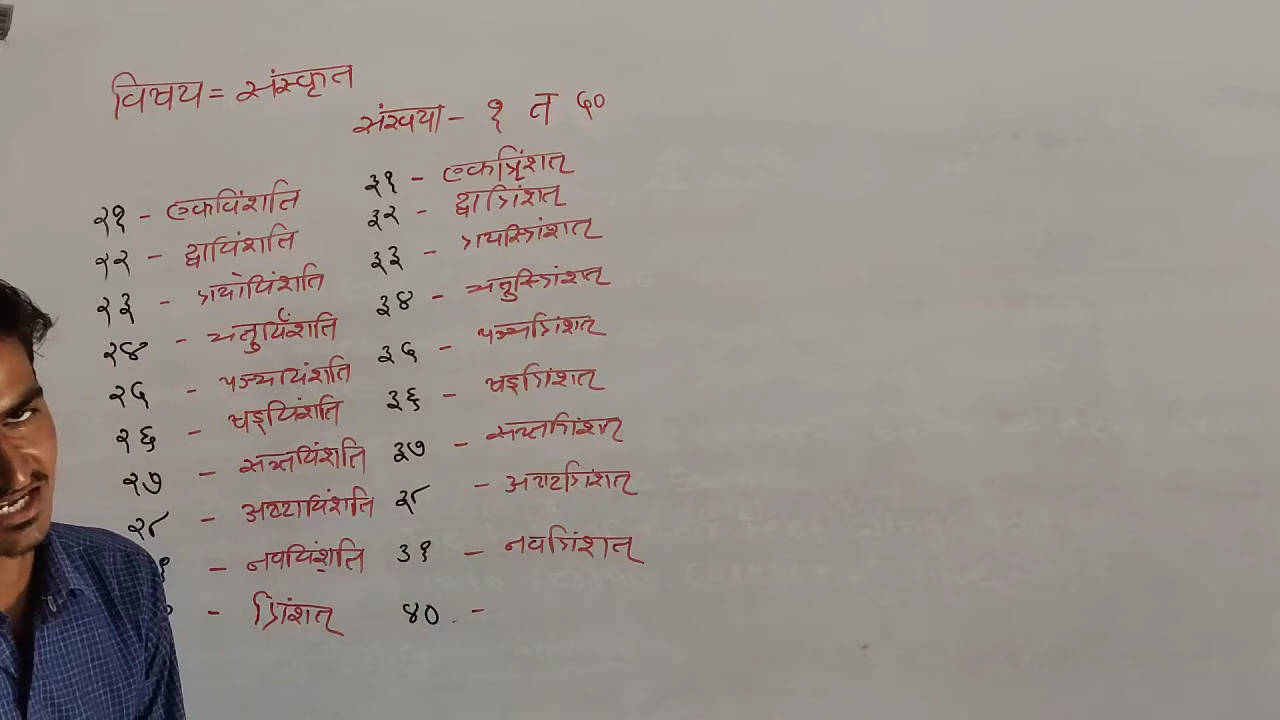 विषय = संस्कृत
संख्या - १ त ५०
२१ - एकविंशति
२२ - द्वाविंशति
२३ - त्रयोविंशति
२४ - चतुर्विंशति
२५ - पञ्चविंशति
२६ - षड्विंशति
२७ - सप्तविंशति
२८ - अष्टाविंशति
- नवविंशति
- त्रिंशत्
३१ - एकत्रिंशत्
३२ - द्वात्रिंशत्
३३ - त्रयस्त्रिंशत्
३४ - चतुस्त्रिंशत्
३५ - पञ्चत्रिंशत्
३६ - षड्त्रिंशत्
३७ - सप्तत्रिंशत्
३८ - अष्टत्रिंशत्
३९ - नवत्रिंशत्
४० -